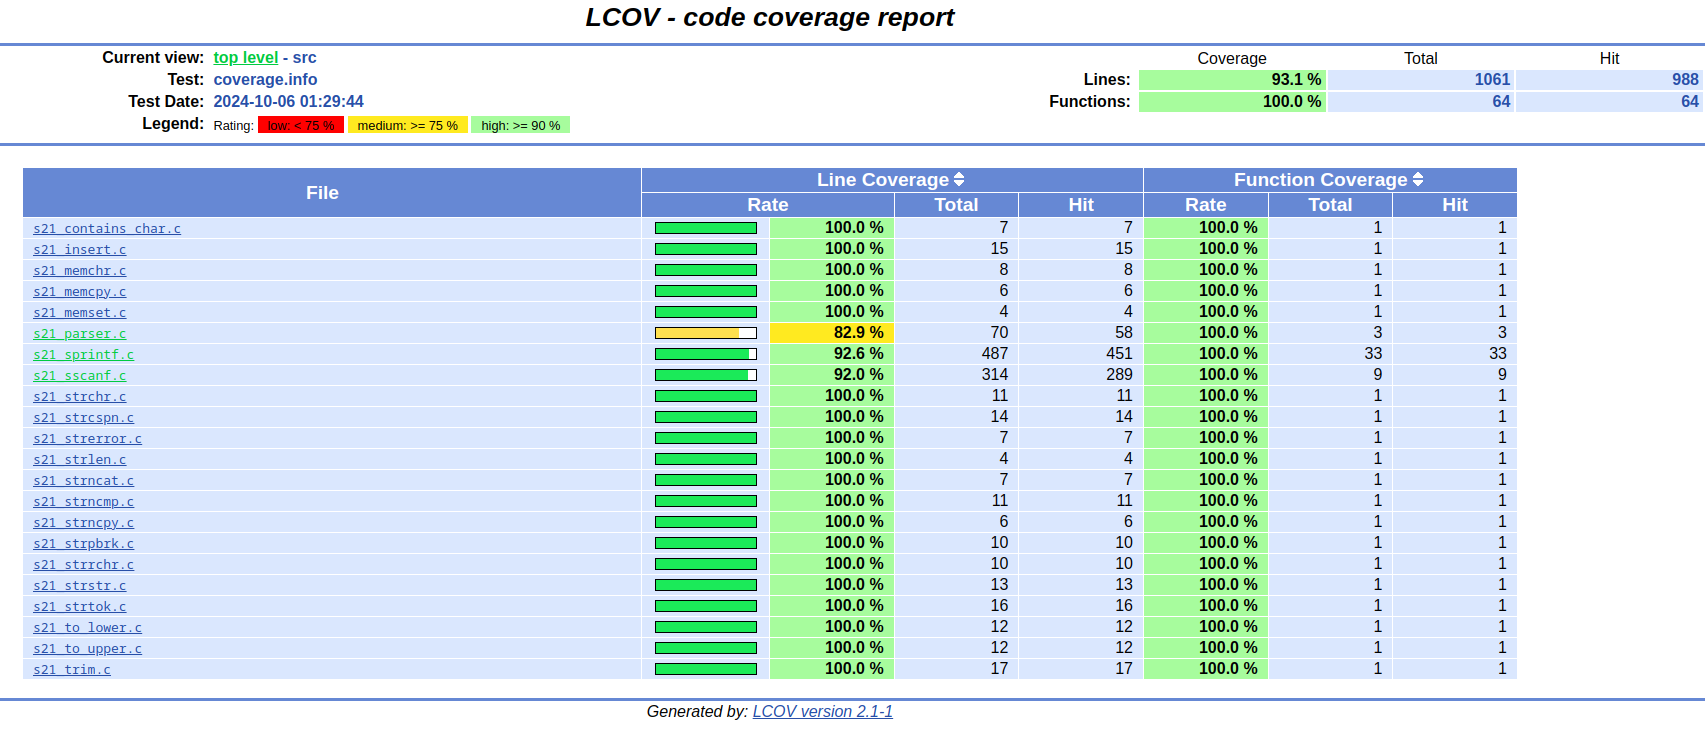 LCOV - code coverage report
Current view: top level - src
Coverage Total Hit
Test: coverage.info
Lines: 93.1 % 1061 988
Test Date: 2024-10-06 01:29:44
Functions: 100.0 % 64 64
Legend: Rating: low: < 75 % medium: >= 75 % high: >= 90 %
File Line Coverage Function Coverage
Rate Total Hit Rate Total Hit
s21_contains_char.c 100.0 % 7 7 100.0 % 1 1
s21_insert.c 100.0 % 15 15 100.0 % 1 1
s21_memchr.c 100.0 % 8 8 100.0 % 1 1
s21_memcpy.c 100.0 % 6 6 100.0 % 1 1
s21_memset.c 100.0 % 4 4 100.0 % 1 1
s21_parser.c 82.9 % 70 58 100.0 % 3 3
s21_sprintf.c 92.6 % 487 451 100.0 % 33 33
s21_sscanf.c 92.0 % 314 289 100.0 % 9 9
s21_strchr.c 100.0 % 11 11 100.0 % 1 1
s21_strcspn.c 100.0 % 14 14 100.0 % 1 1
s21_strerror.c 100.0 % 7 7 100.0 % 1 1
s21_strlen.c 100.0 % 4 4 100.0 % 1 1
s21_strncat.c 100.0 % 7 7 100.0 % 1 1
s21_strncmp.c 100.0 % 11 11 100.0 % 1 1
s21_strncpy.c 100.0 % 6 6 100.0 % 1 1
s21_strpbrk.c 100.0 % 10 10 100.0 % 1 1
s21_strrchr.c 100.0 % 10 10 100.0 % 1 1
s21_strstr.c 100.0 % 13 13 100.0 % 1 1
s21_strtok.c 100.0 % 16 16 100.0 % 1 1
s21_to_lower.c 100.0 % 12 12 100.0 % 1 1
s21_to_upper.c 100.0 % 12 12 100.0 % 1 1
s21_trim.c 100.0 % 17 17 100.0 % 1 1
Generated by: LCOV version 2.1-1